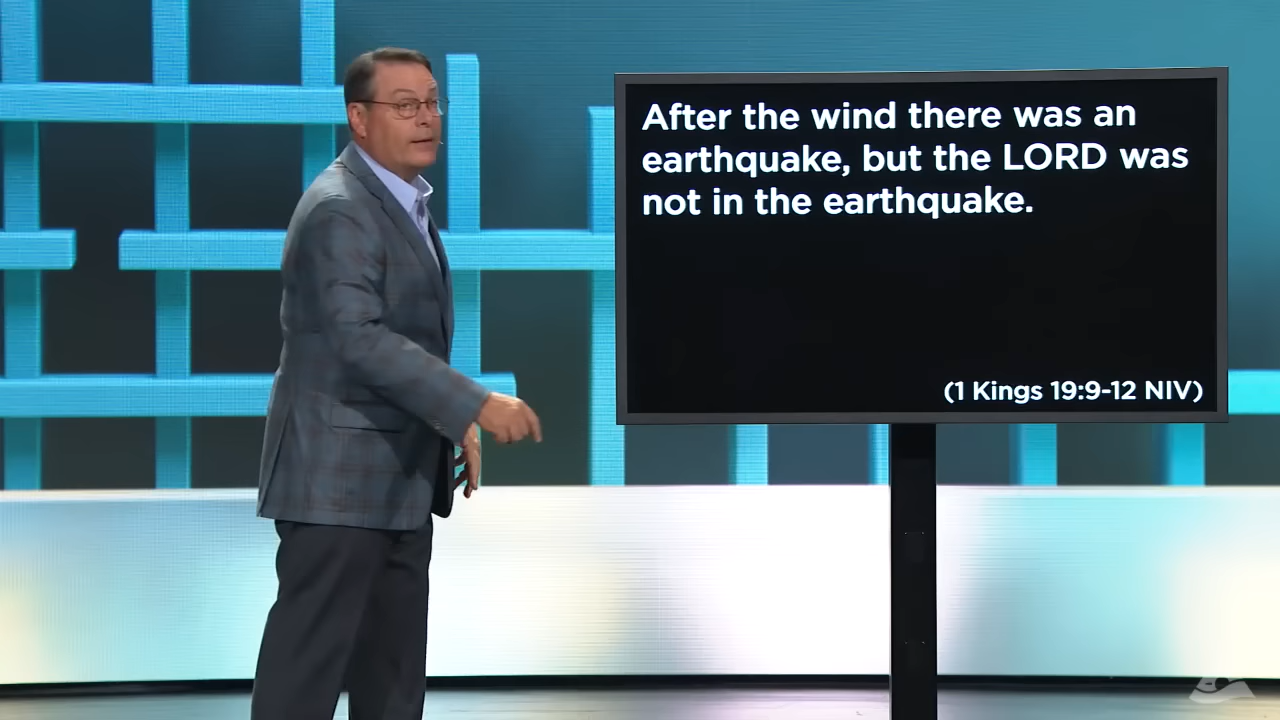 After the wind there was an
earthquake, but the LORD was
not in the earthquake.
(1 Kings 19:9-12 NIV)